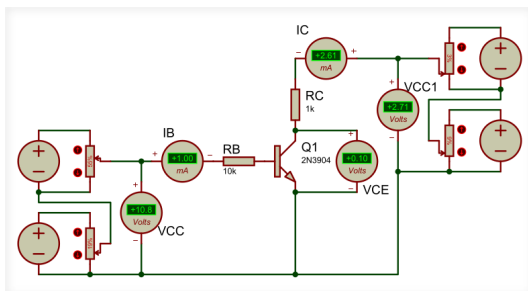 IC
+2.61
mA
RC
1k
VCC1
+2.71
Volts
IB
+1.00
mA
RB
10k
Q1
2N3904
+0.10
Volts
VCE
+10.8
Volts
VCC